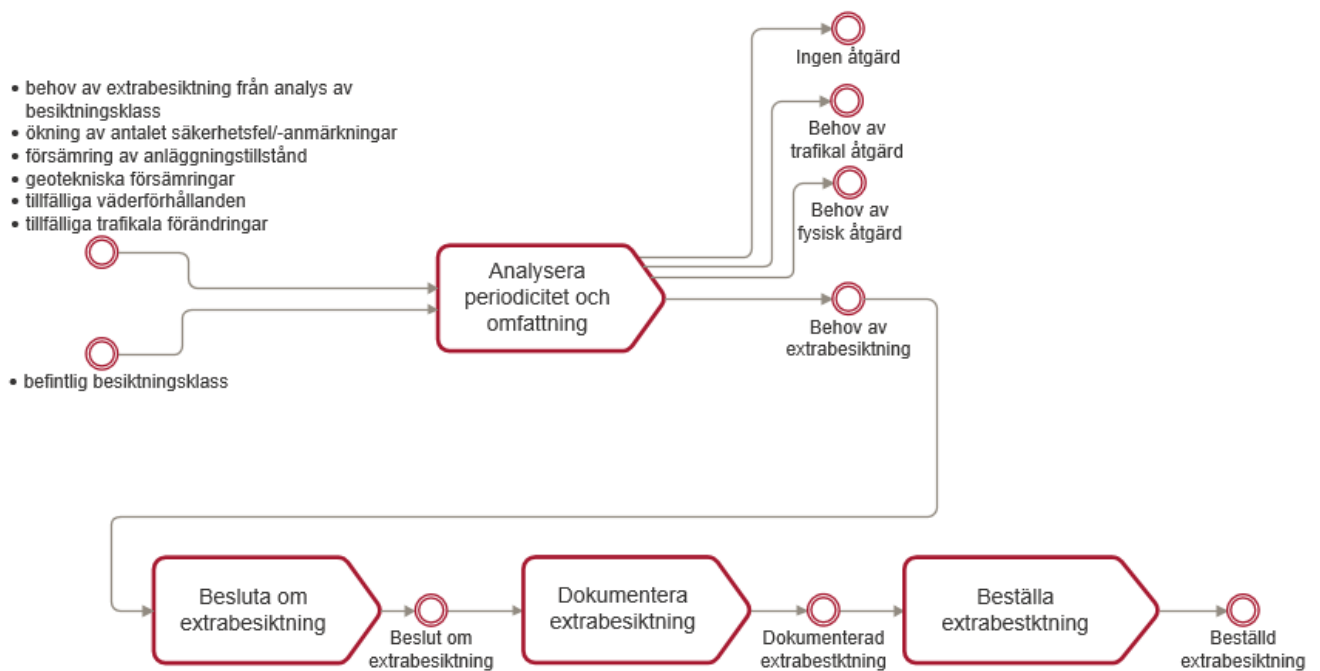 • behov av extrabesiktning från analys av
besiktningsklass
• ökning av antalet säkerhetsfel/-anmärkningar
• försämring av anläggningstillstånd
• geotekniska försämringar
• tillfälliga väderförhållanden
• tillfälliga trafikala förändringar
• befintlig besiktningsklass
Analysera
periodicitet och
omfattning
Ingen åtgärd
Behov av
trafikal åtgärd
Behov av
fysisk åtgärd
Behov av
extrabesiktning
Besluta om
extrabesiktning
Beslut om
extrabesiktning
Dokumentera
extrabesiktning
Dokumenterad
extrabestktning
Beställa
extrabestktning
Beställd
extrabesiktning